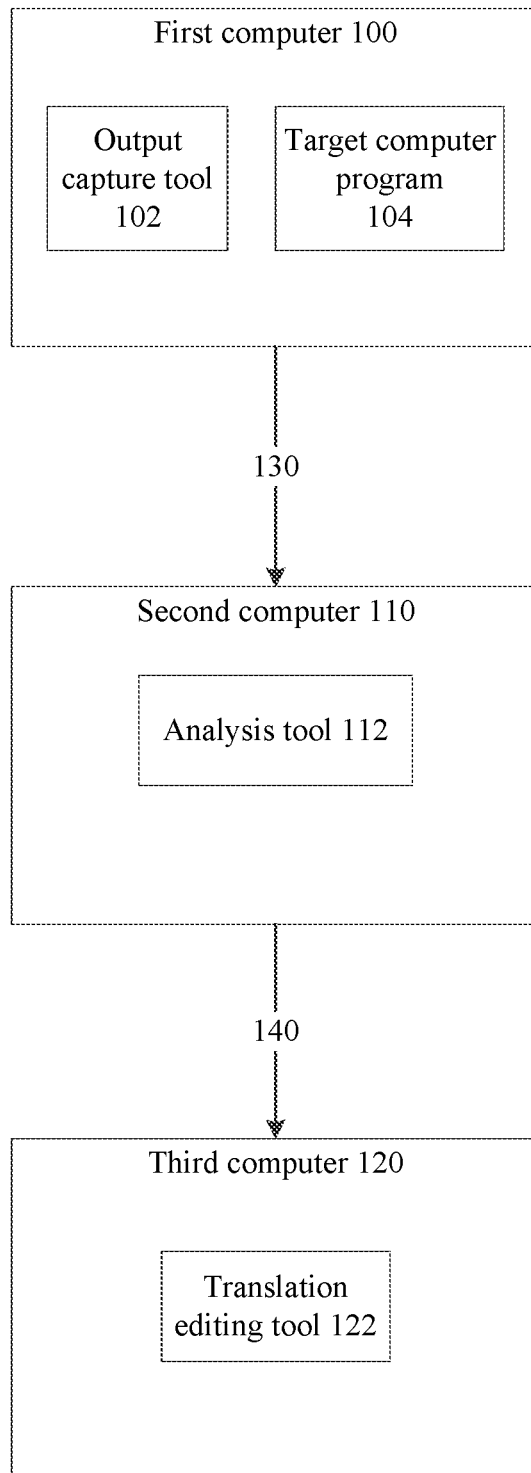 First computer 100
Output
capture tool
102
Target computer
program
104
130
Second computer 110
Analysis tool 112
140
Third computer 120
Translation
editing tool 122